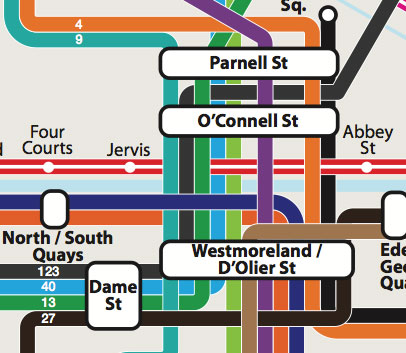 Sq.
4
9
Parnell St
O'Connell St
d
Four
Courts
Jervis
Abbey
St
North / South
Quays
Westmoreland /
D'Olier St
Ede
Geo
Qua
123
40
13
27
Dame
St